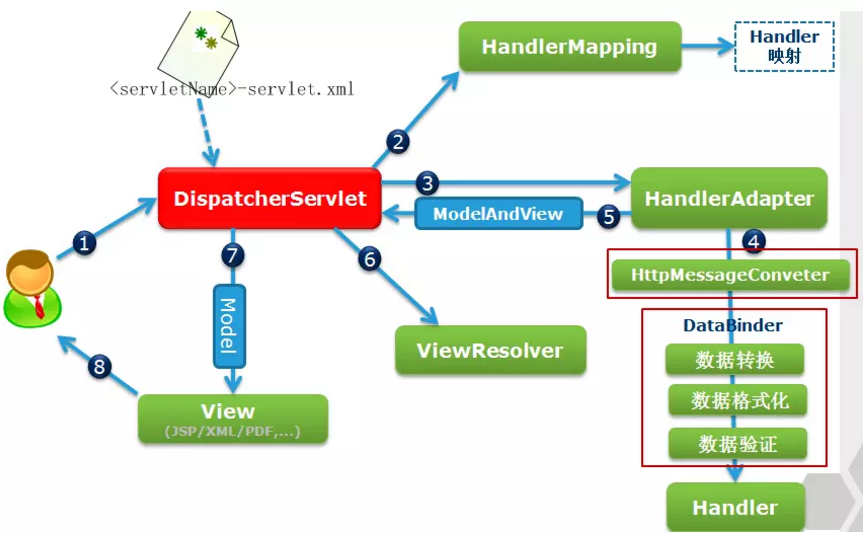 <servletName>-servlet.xml
HandlerMapping
Handler
映射
2
DispatcherServlet
3
HandlerAdapter
ModelAndView
5
1
7
6
4
HttpMessageConveter
Model
DataBinder
ViewResolver
数据转换
8
数据格式化
View
(JSP/XML/PDF,...)
数据验证
Handler